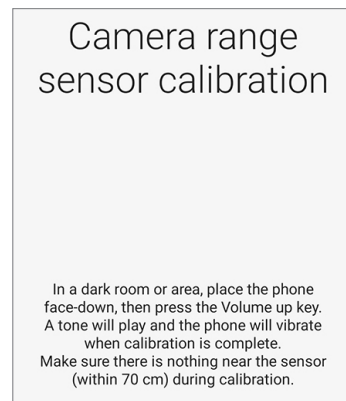 Camera range
sensor calibration
In a dark room or area, place the phone
face-down, then press the Volume up key.
A tone will play and the phone will vibrate
when calibration is complete.
Make sure there is nothing near the sensor
(within 70 cm) during calibration.